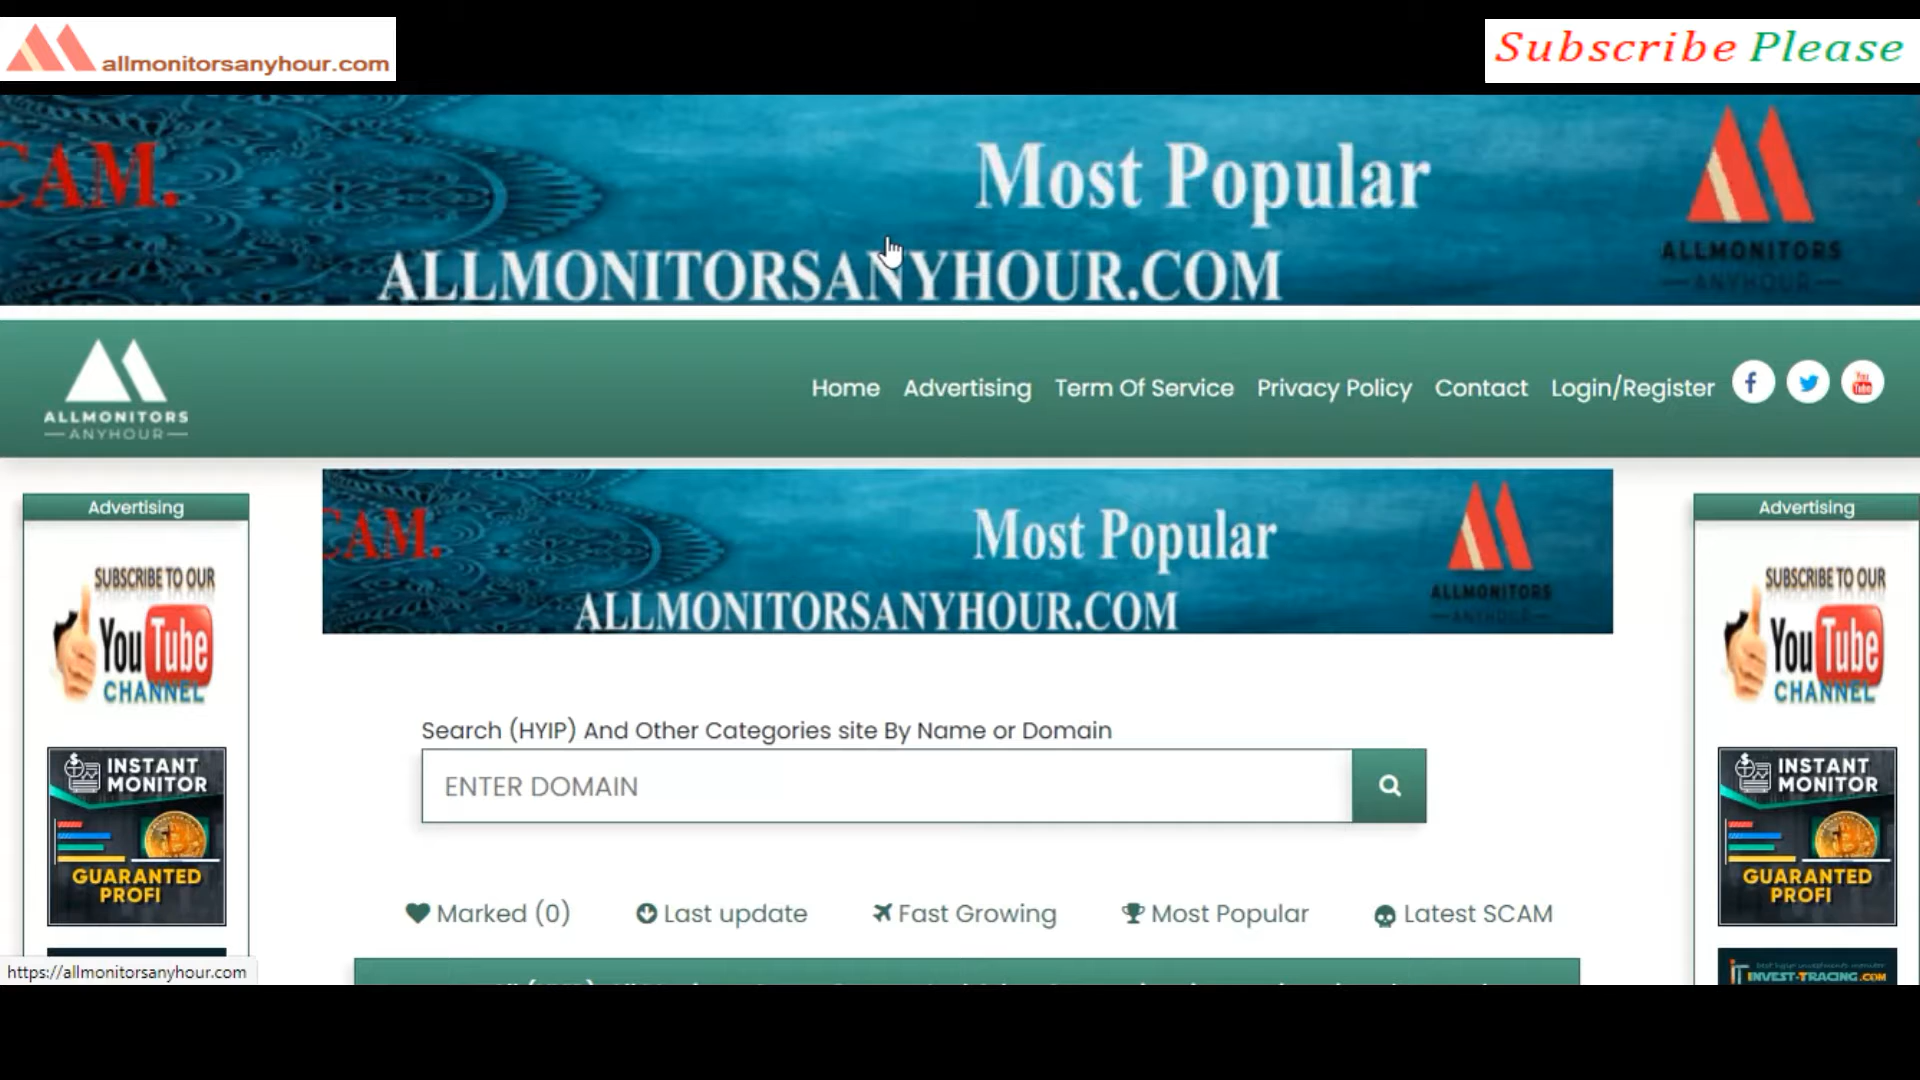 allmonitorsanyhour.com
Subscribe Please
CAM.
Most Popular
ALLMONITORSANYHOUR.COM
ALLMONITORS
ANYHOUR
ALLMONITORS
ANYHOUR
Home Advertising Term Of Service Privacy Policy Contact Login/Register
You Tube
Advertising
SUBSCRIBE TO OUR
YouTube
CHANNEL
INSTANT
MONITOR
GUARANTED
PROFI
CAM.
Most Popular
ALLMONITORSANYHOUR.COM
ALLMONITORS
ANYHOUR
Search (HYIP) And Other Categories site By Name or Domain
ENTER DOMAIN
Marked (0) Last update Fast Growing Most Popular Latest SCAM
Advertising
SUBSCRIBE TO OUR
YouTube
CHANNEL
INSTANT
MONITOR
GUARANTED
PROFI
INVEST-TRACING.COM
https://allmonitorsanyhour.com